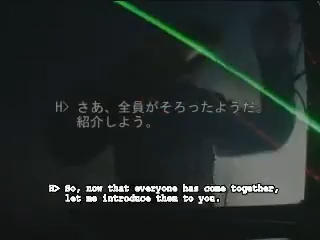 H> さあ、全員がそろったようだ。
紹介しよう。
H> So, now that everyone has come together,
let me introduce them to you.